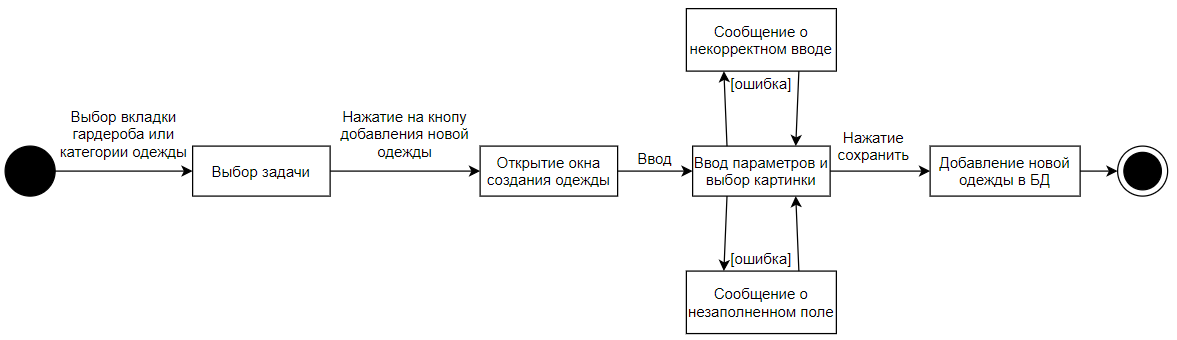 Сообщение о
некорректном вводе
[ошибка]
Выбор вкладки
гардероба или
категории одежды
Нажатие на кнопу
добавления новой
одежды
Нажатие
сохранить
Выбор задачи
Открытие окна
создания одежды
Ввод
Ввод параметров и
выбор картинки
Добавление новой
одежды в БД
[ошибка]
Сообщение о
незаполненном поле